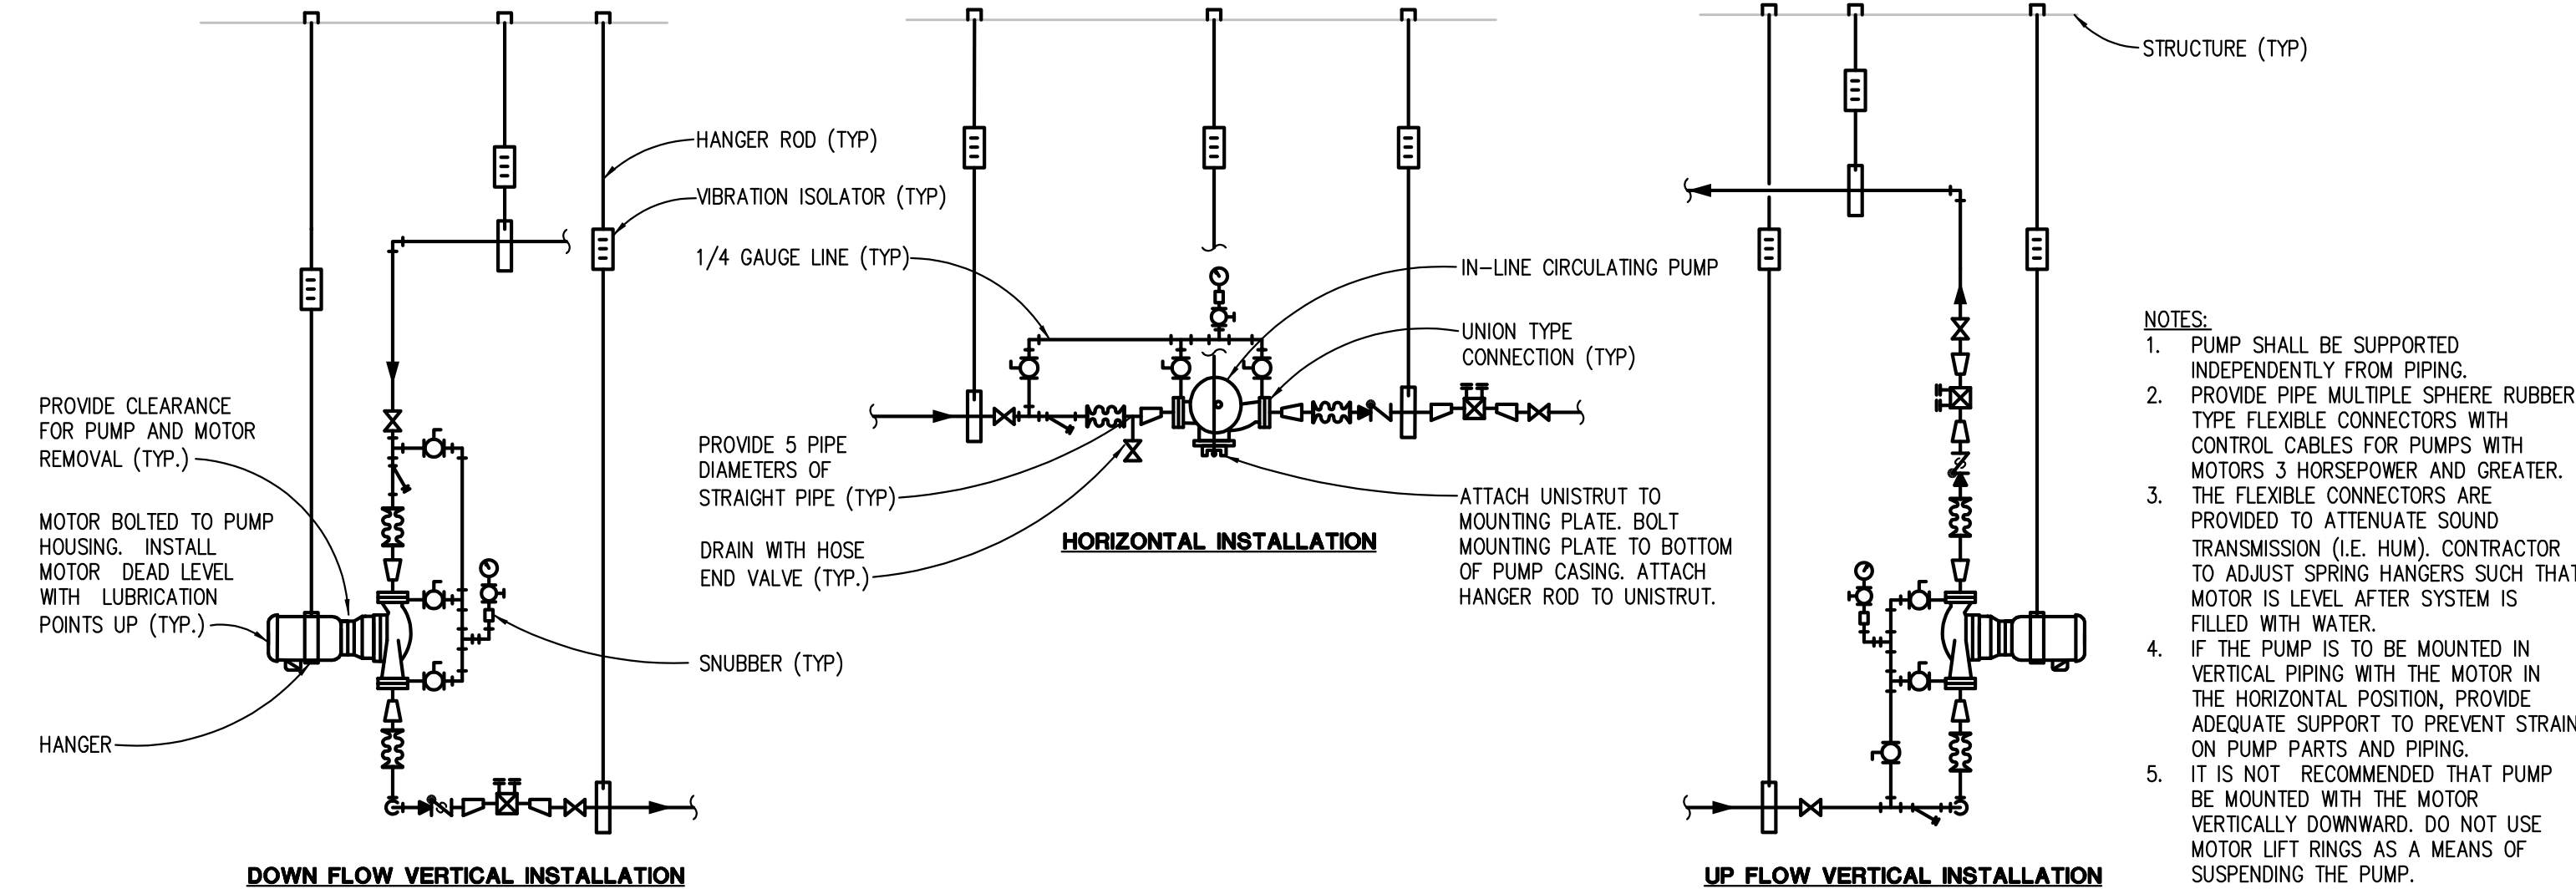 STRUCTURE (TYP)
HANGER ROD (TYP)
VIBRATION ISOLATOR (TYP)
1/4 GAUGE LINE (TYP)
IN-LINE CIRCULATING PUMP
UNION TYPE
CONNECTION (TYP)
PROVIDE CLEARANCE
FOR PUMP AND MOTOR
REMOVAL (TYP.)
MOTOR BOLTED TO PUMP
HOUSING. INSTALL
MOTOR DEAD LEVEL
WITH LUBRICATION
POINTS UP (TYP.)
HANGER
PROVIDE 5 PIPE
DIAMETERS OF
STRAIGHT PIPE (TYP)
DRAIN WITH HOSE
END VALVE (TYP.)
SNUBBER (TYP)
ATTACH UNISTRUT TO
MOUNTING PLATE. BOLT
MOUNTING PLATE TO BOTTOM
OF PUMP CASING. ATTACH
HANGER ROD TO UNISTRUT.
HORIZONTAL INSTALLATION
DOWN FLOW VERTICAL INSTALLATION
UP FLOW VERTICAL INSTALLATION
NOTES:
1. PUMP SHALL BE SUPPORTED
INDEPENDENTLY FROM PIPING.
2. PROVIDE PIPE MULTIPLE SPHERE RUBBER
TYPE FLEXIBLE CONNECTORS WITH
CONTROL CABLES FOR PUMPS WITH
MOTORS 3 HORSEPOWER AND GREATER.
3. THE FLEXIBLE CONNECTORS ARE
PROVIDED TO ATTENUATE SOUND
TRANSMISSION (I.E. HUM). CONTRACTOR
TO ADJUST SPRING HANGERS SUCH THAT
MOTOR IS LEVEL AFTER SYSTEM IS
FILLED WITH WATER.
4. IF THE PUMP IS TO BE MOUNTED IN
VERTICAL PIPING WITH THE MOTOR IN
THE HORIZONTAL POSITION, PROVIDE
ADEQUATE SUPPORT TO PREVENT STRAIN
ON PUMP PARTS AND PIPING.
5. IT IS NOT RECOMMENDED THAT PUMP
BE MOUNTED WITH THE MOTOR
VERTICALLY DOWNWARD. DO NOT USE
MOTOR LIFT RINGS AS A MEANS OF
SUSPENDING THE PUMP.